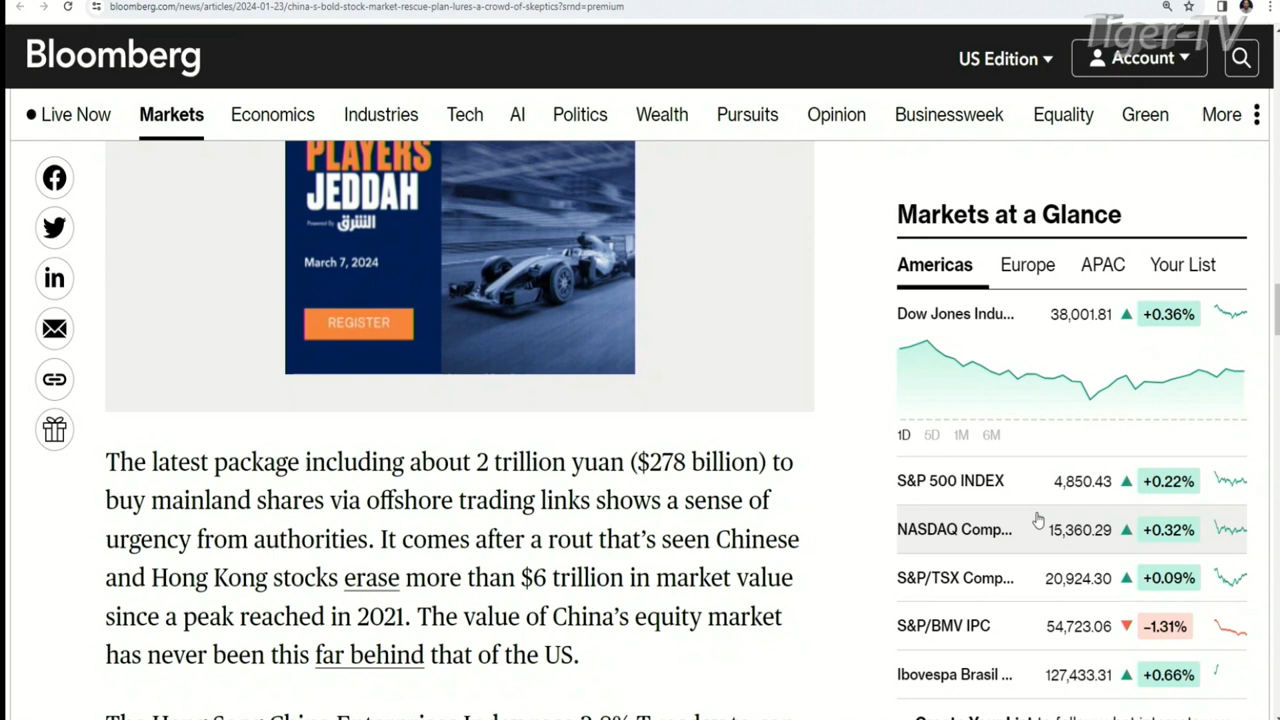 bloomberg.com/news/articles/2024-01-23/china-s-bold-stock-market-rescue-plan-lures-a-crowd-of-skeptics?srnd=premium
Tiger-TV
Bloomberg
US Edition
Account
Live Now
Markets
Economics
Industries
Tech
AI
Politics
Wealth
Pursuits
Opinion
Businessweek
Equality
Green
More
PLAYERS
JEDDAH
Powered By الشرق
March 7, 2024
REGISTER
The latest package including about 2 trillion yuan ($278 billion) to
buy mainland shares via offshore trading links shows a sense of
urgency from authorities. It comes after a rout that’s seen Chinese
and Hong Kong stocks erase more than $6 trillion in market value
since a peak reached in 2021. The value of China’s equity market
has never been this far behind that of the US.
Markets at a Glance
Americas Europe APAC Your List
Dow Jones Indu... 38,001.81 +0.36%
1D 5D 1M 6M
S&P 500 INDEX 4,850.43 +0.22%
NASDAQ Comp... 15,360.29 +0.32%
S&P/TSX Comp... 20,924.30 +0.09%
S&P/BMV IPC 54,723.06 -1.31%
Ibovespa Brasil ... 127,433.31 +0.66%